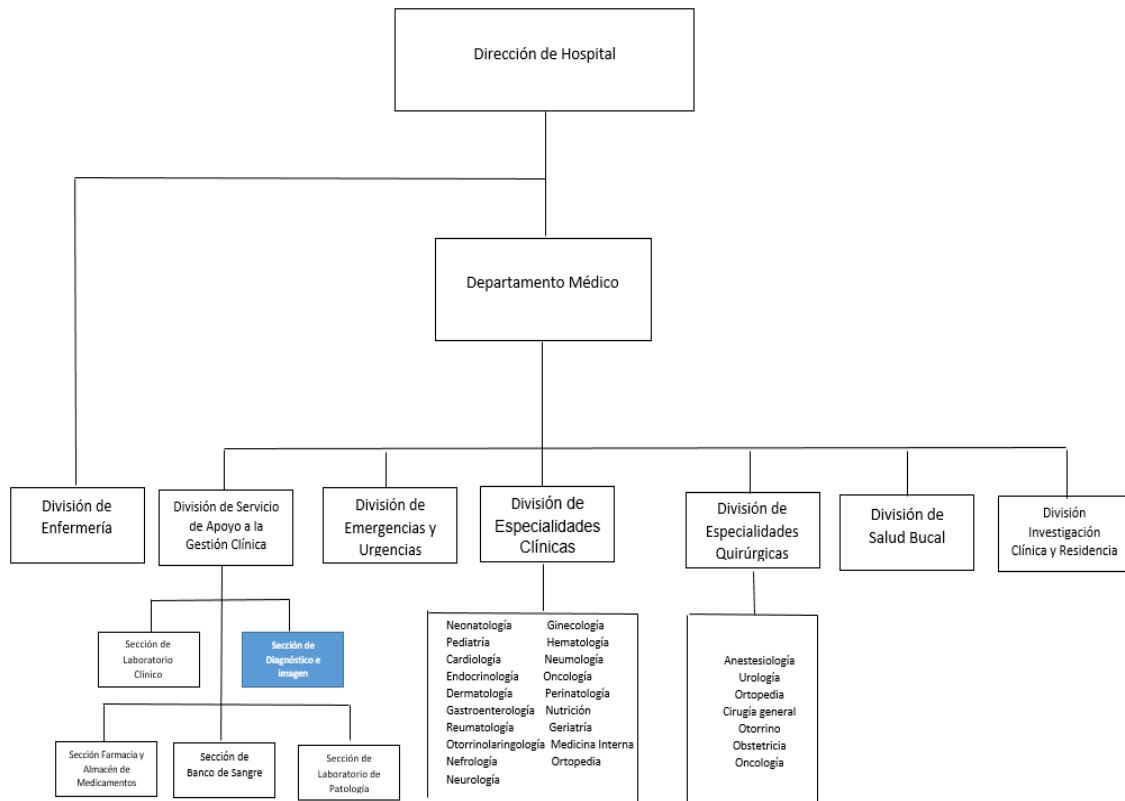 Dirección de Hospital
Departamento Médico
División de
Enfermería
División de Servicio
de Apoyo a la
Gestión Clínica
División de
Emergencias y
Urgencias
División de
Especialidades
Clínicas
División de
Especialidades
Quirúrgicas
División de
Salud Bucal
División
Investigación
Clínica y Residencia
Sección de
Laboratorio
Clínico
Sección de
Diagnóstico e
imagen
Sección Farmacia y
Almacén de
Medicamentos
Sección de
Banco de Sangre
Sección de
Laboratorio de
Patología
Neonatología Ginecología
Pediatría Hematología
Cardiología Neumología
Endocrinología Oncología
Dermatología Perinatología
Gastroenterología Nutrición
Reumatología Geriatría
Otorrinolaringología Medicina Interna
Nefrología Ortopedia
Neurología
Anestesiología
Urología
Ortopedia
Cirugía general
Otorrino
Obstetricia
Oncología